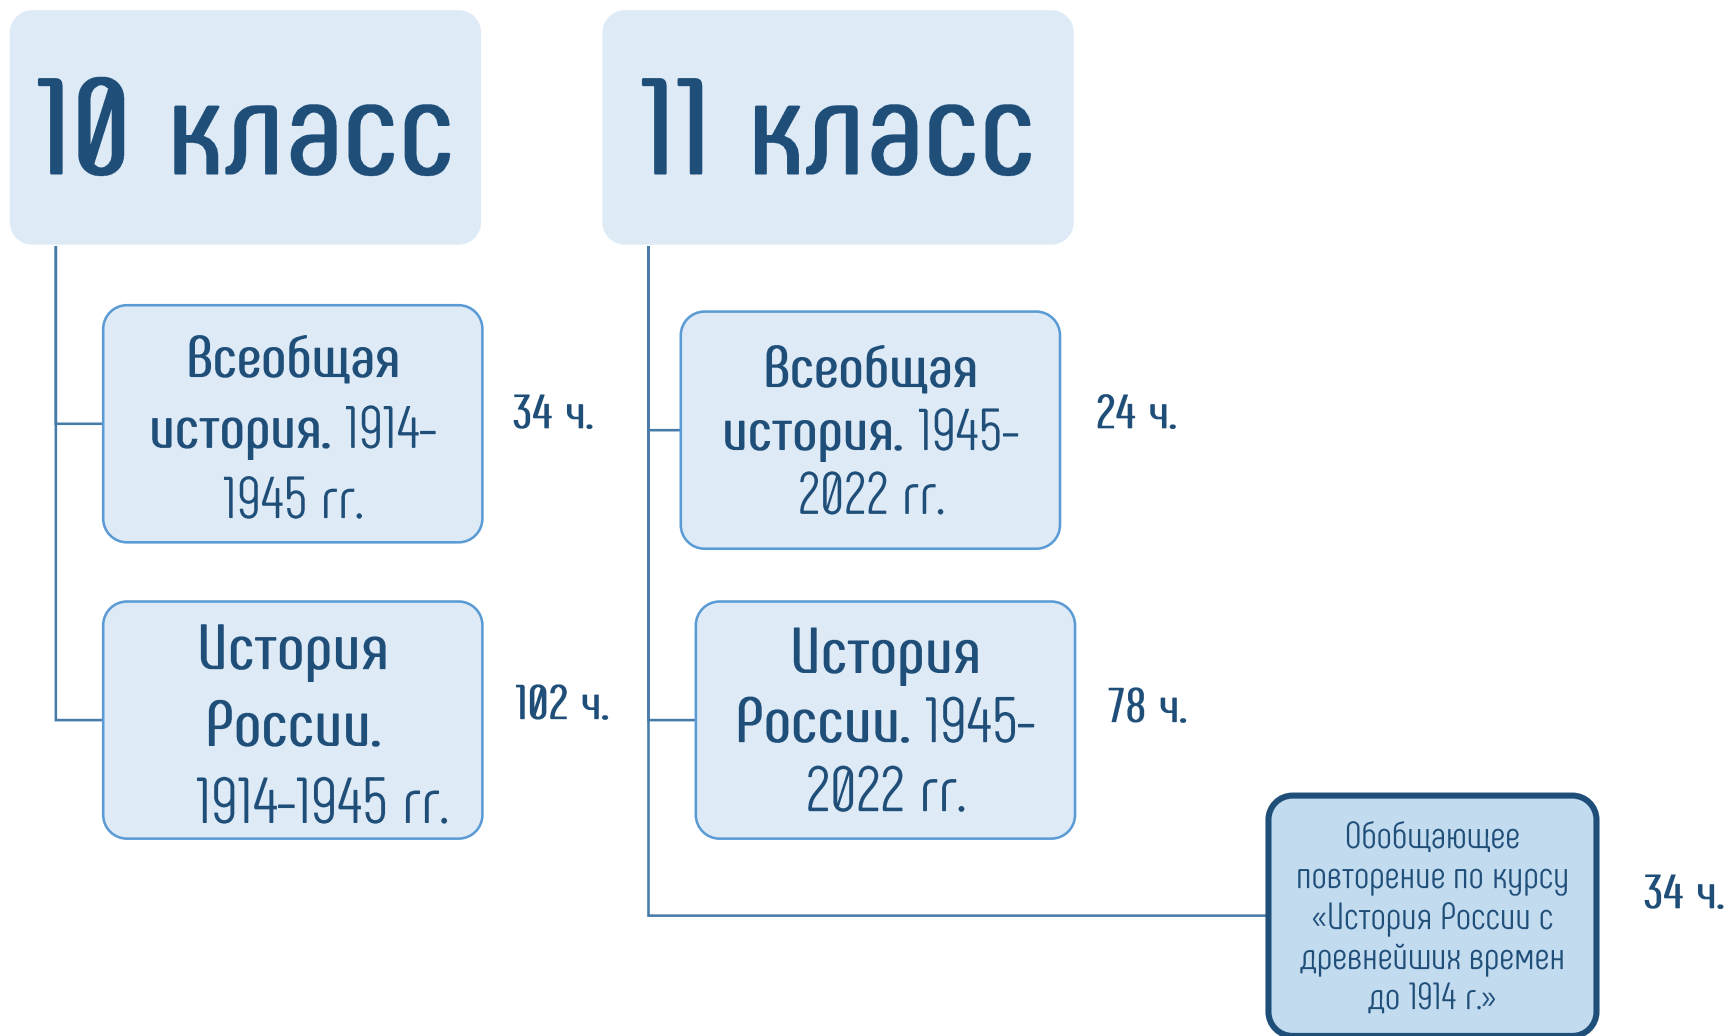 10 класс
Всеобщая
история. 1914-
1945 гг.
34 ч.
История
России.
1914-1945 гг.
102 ч.
11 класс
Всеобщая
история. 1945-
2022 гг.
24 ч.
История
России. 1945-
2022 гг.
78 ч.
Обобщающее
повторение по курсу
«История России с
древнейших времен
до 1914 г.»
34 ч.